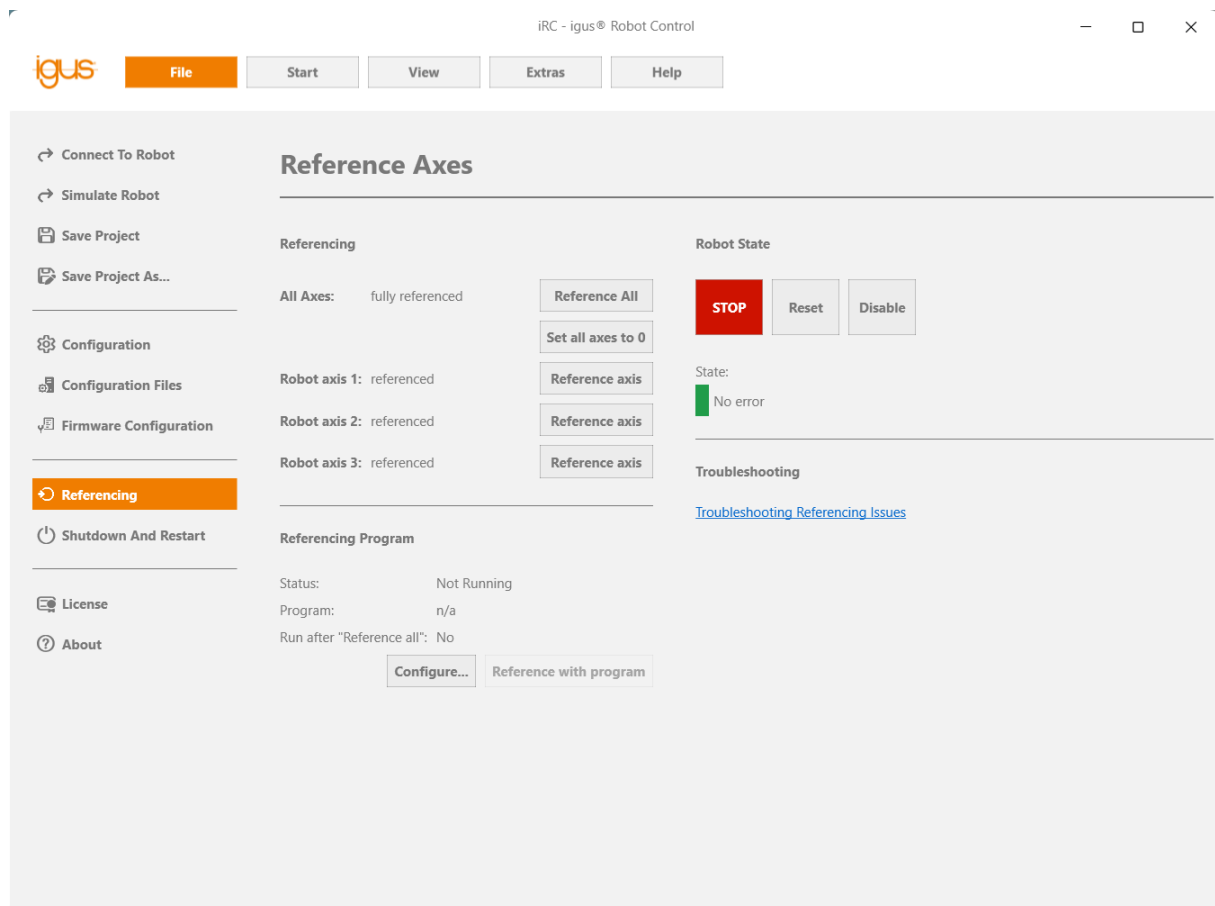 iRC - igus® Robot Control
igus
File
Start
View
Extras
Help
Connect To Robot
Simulate Robot
Save Project
Save Project As...
Configuration
Configuration Files
Firmware Configuration
Referencing
Shutdown And Restart
License
About
Reference Axes
Referencing
All Axes: fully referenced Reference All
Set all axes to 0
Robot axis 1: referenced Reference axis
Robot axis 2: referenced Reference axis
Robot axis 3: referenced Reference axis
Referencing Program
Status: Not Running
Program: n/a
Run after "Reference all": No
Configure... Reference with program
Robot State
STOP Reset Disable
State:
No error
Troubleshooting
Troubleshooting Referencing Issues